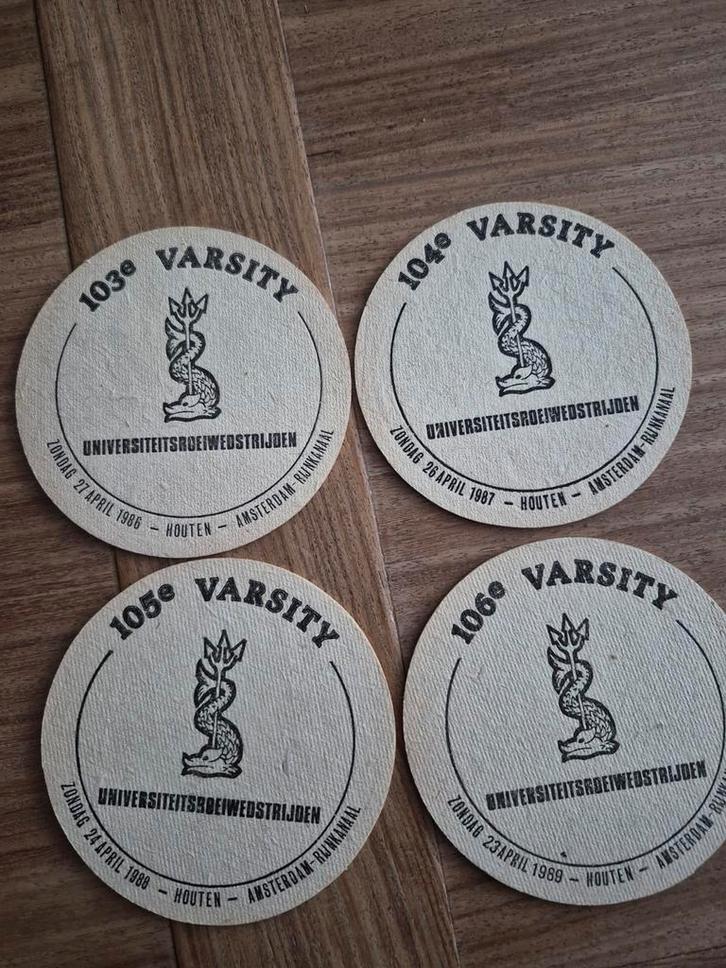 103e VARSITY
UNIVERSITEITSROEIWEDSTRIJDEN
ZONDAG 27 APRIL 1986 — HOUTEN — AMSTERDAM-RIJNKANAAL
104e VARSITY
UNIVERSITEITSROEIWEDSTRIJDEN
ZONDAG 26 APRIL 1987 — HOUTEN — AMSTERDAM-RIJNKANAAL
105e VARSITY
UNIVERSITEITSROEIWEDSTRIJDEN
ZONDAG 24 APRIL 1988 — HOUTEN — AMSTERDAM-RIJNKANAAL
106e VARSITY
UNIVERSITEITSROEIWEDSTRIJDEN
ZONDAG 23 APRIL 1989 — HOUTEN — AMSTERDAM-RIJNKANAAL